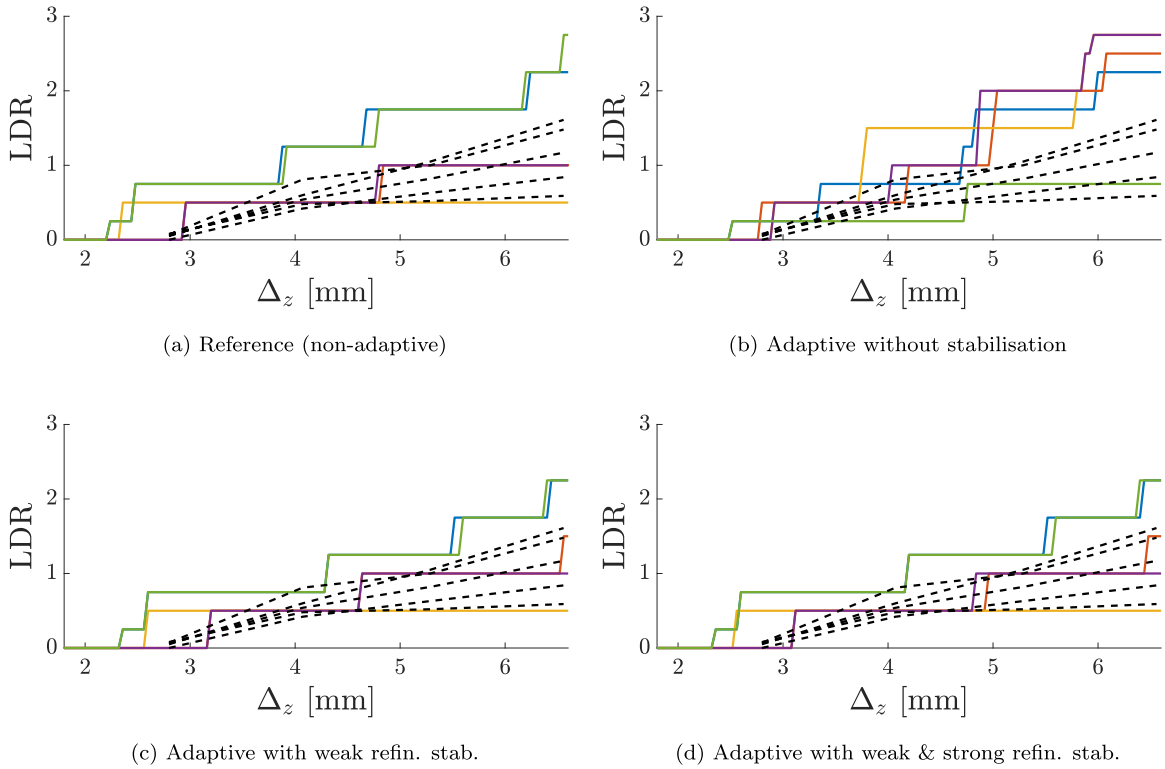 3
2
1
0
LDR
2 3 4 5 6
Δz [mm]
(a) Reference (non-adaptive)
3
2
1
0
LDR
2 3 4 5 6
Δz [mm]
(b) Adaptive without stabilisation
3
2
1
0
LDR
2 3 4 5 6
Δz [mm]
(c) Adaptive with weak refin. stab.
3
2
1
0
LDR
2 3 4 5 6
Δz [mm]
(d) Adaptive with weak & strong refin. stab.